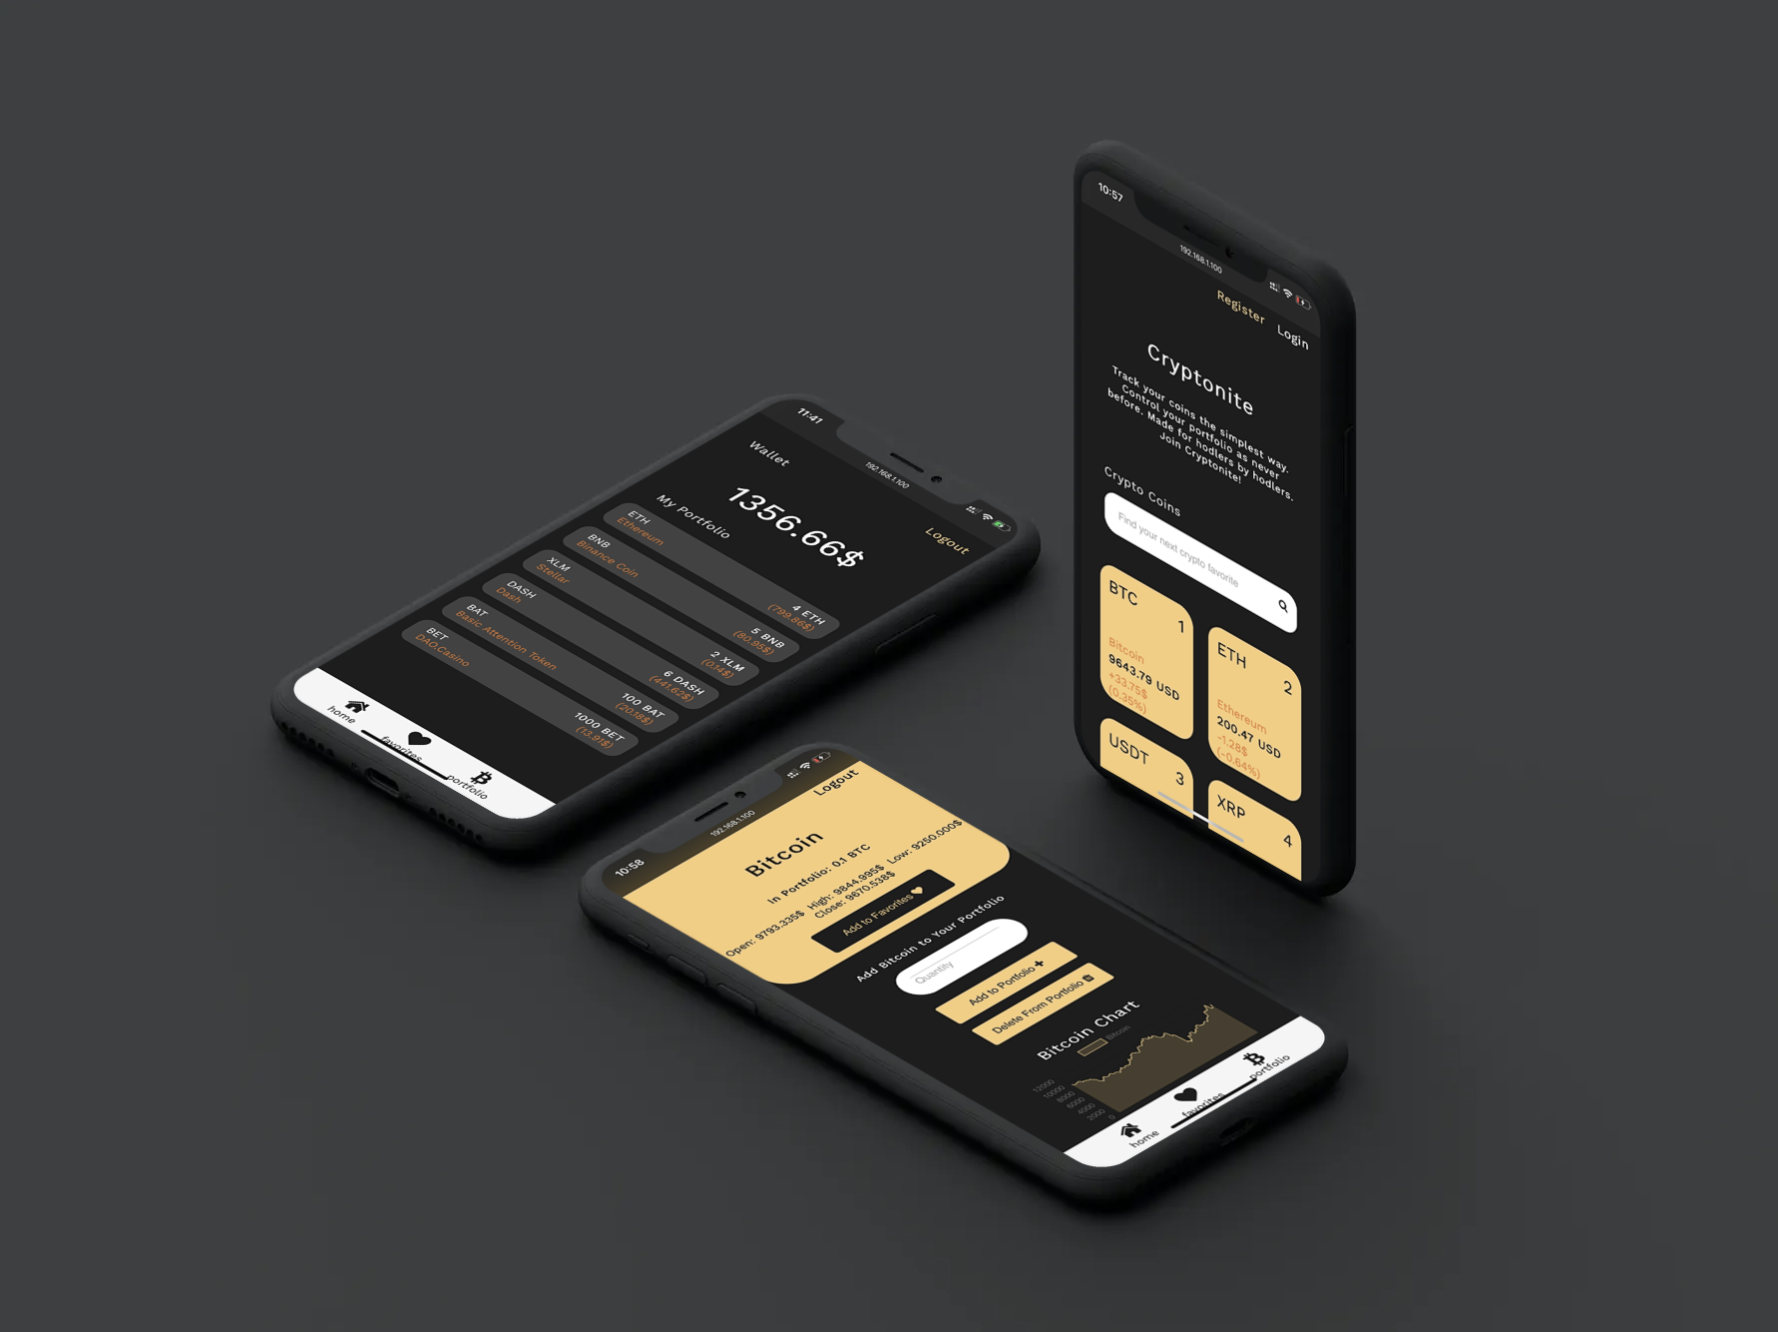 11:41
192.168.1.100
Wallet
Logout
1356.66$
My Portfolio
ETH
Ethereum
4 ETH
(799.86$)
BNB
Binance Coin
5 BNB
(80.95$)
XLM
Stellar
2 XLM
(0.14$)
DASH
Dash
6 DASH
(441.62$)
BAT
Basic Attention Token
100 BAT
(20.18$)
BET
DAO.Casino
1000 BET
(13.91$)
home
favorites
portfolio
10:57
192.168.1.100
Register Login
Cryptonite
Track your coins the simplest way.
Control your portfolio as never
before. Made for hodlers by hodlers.
Join Cryptonite!
Crypto Coins
Find your next crypto favorite
BTC
1
Bitcoin
9643.79 USD
+33.75$
(0.35%)
ETH
2
Ethereum
200.47 USD
-1.28$
(-0.64%)
USDT
3
XRP
4
10:58
192.168.1.100
Logout
Bitcoin
In Portfolio: 0.1 BTC
Open: 9793.335$ High: 9844.995$ Low: 9250.000$
Close: 9670.538$
Add to Favorites
Add Bitcoin to Your Portfolio
Quantity
Add to Portfolio
Delete From Portfolio
Bitcoin Chart
Bitcoin
12000
10000
8000
6000
4000
2000
0
home
favorites
portfolio